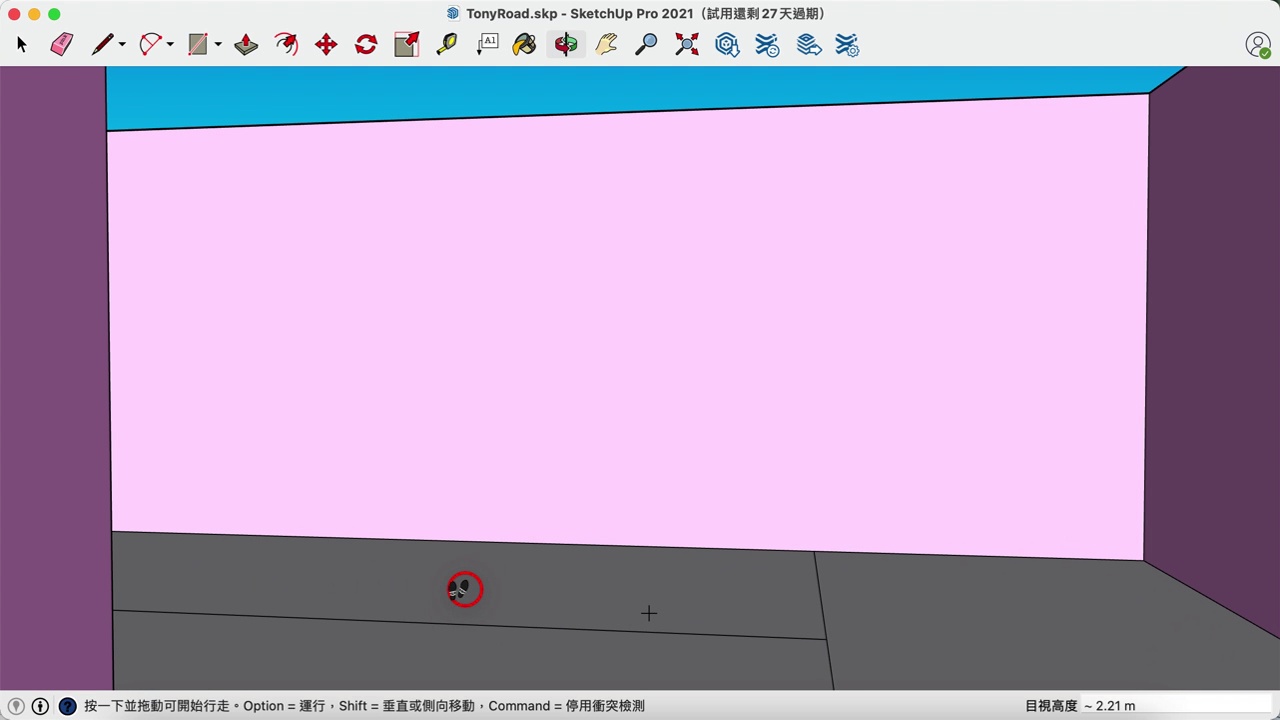 TonyRoad.skp - SketchUp Pro 2021（試用還剩 27 天過期）
A1
按一下並拖動可開始行走。Option = 運行，Shift = 垂直或側向移動，Command = 停用衝突檢測
目視高度 ~ 2.21 m